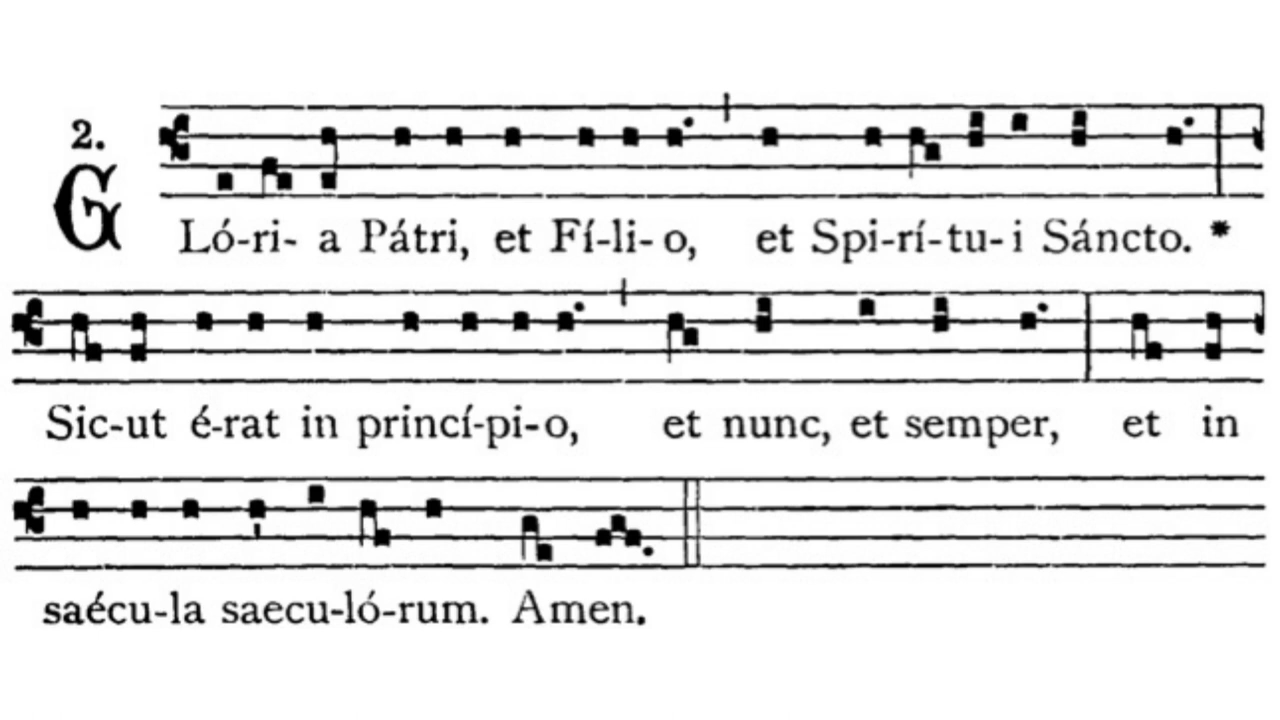 2.
GLó-ri- a Pátri, et Fí-li- o, et Spi-rí-tu- i Sáncto. *
Sic-ut é-rat in princí-pi-o, et nunc, et semper, et in
saécu-la saecu-ló-rum. Amen.